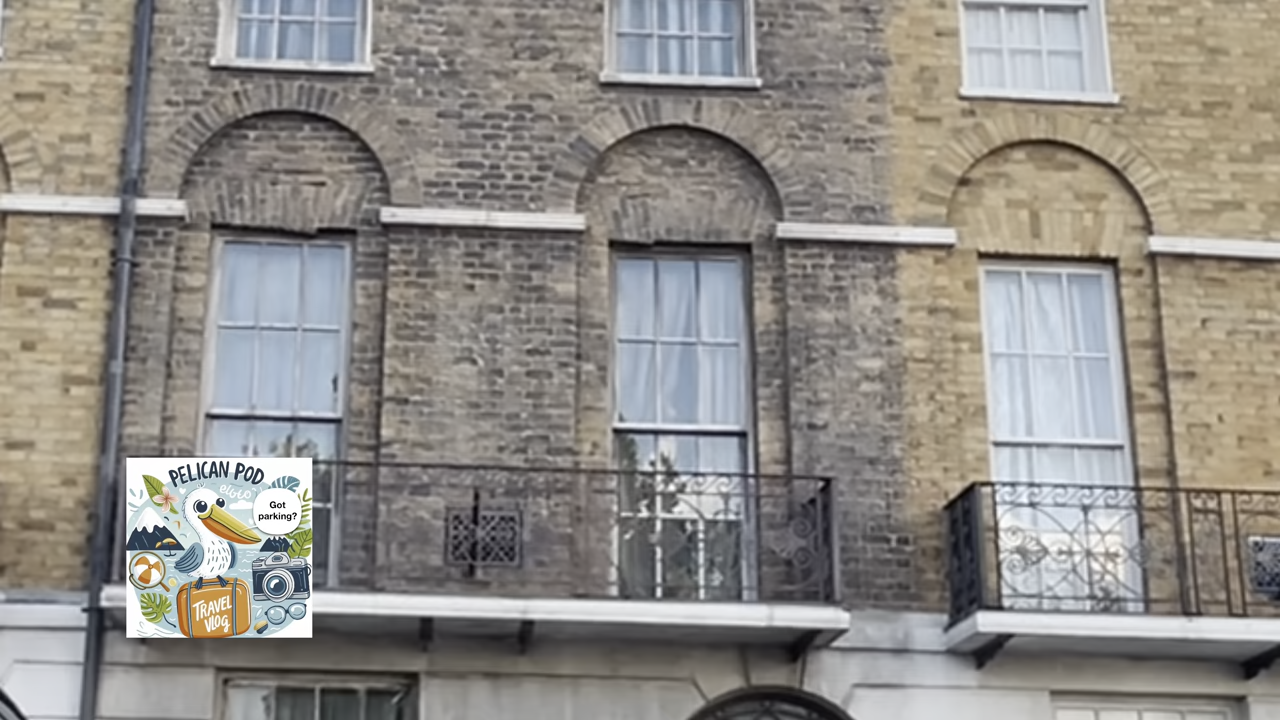 PELICAN POD
Got
parking?
TRAVEL
VLOG